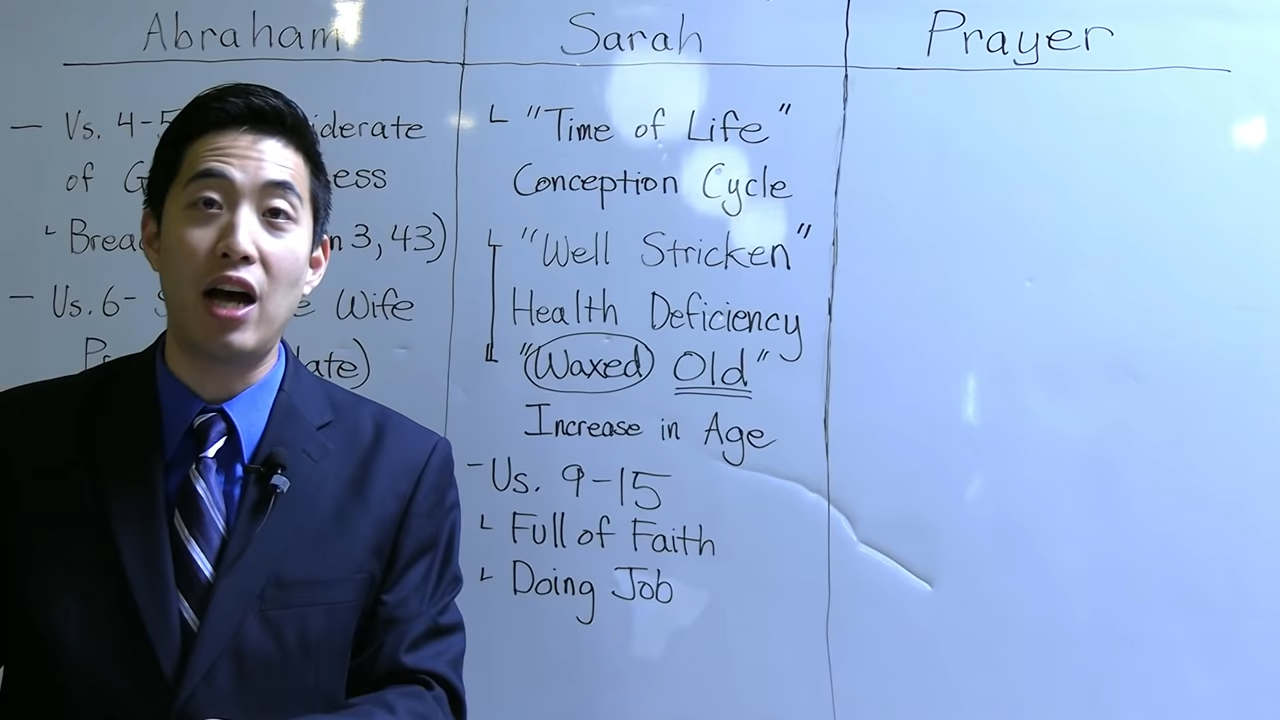 Abraham
Vs. 4-5 iderate
of G ess
Brea n 3, 43)
Vs. 6- e Wife
ate)
Sarah
"Time of Life"
Conception Cycle
"Well Stricken"
Health Deficiency
"Waxed Old"
Increase in Age
-Vs. 9-15
Full of Faith
Doing Job
Prayer